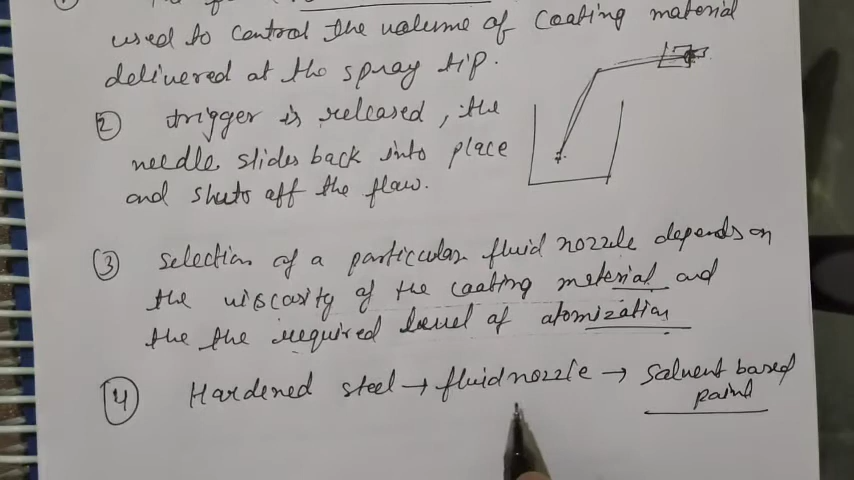 used to control the volume of coating material
delivered at the spray tip.
② trigger is released, the
needle slides back into place
and shuts off the flow.
③ selection of a particular fluid nozzle depends on
the viscosity of the coating material and
the the required level of atomization
④ Hardened steel → fluid nozzle → solvent based
paint